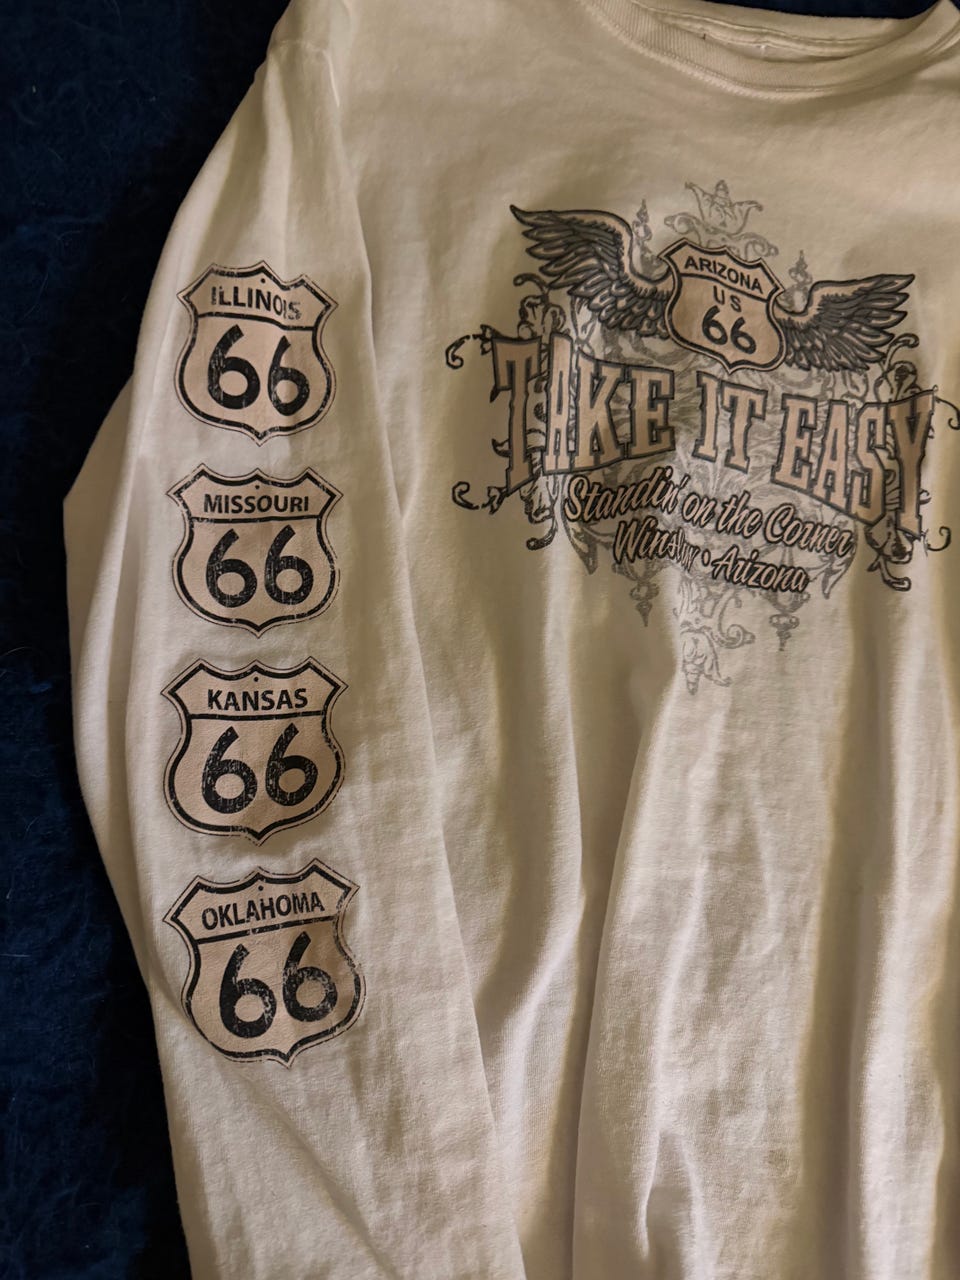 ILLINOIS
66
MISSOURI
66
KANSAS
66
OKLAHOMA
66
ARIZONA
US
66
TAKE IT EASY
Standin' on the Corner
Winslow • Arizona